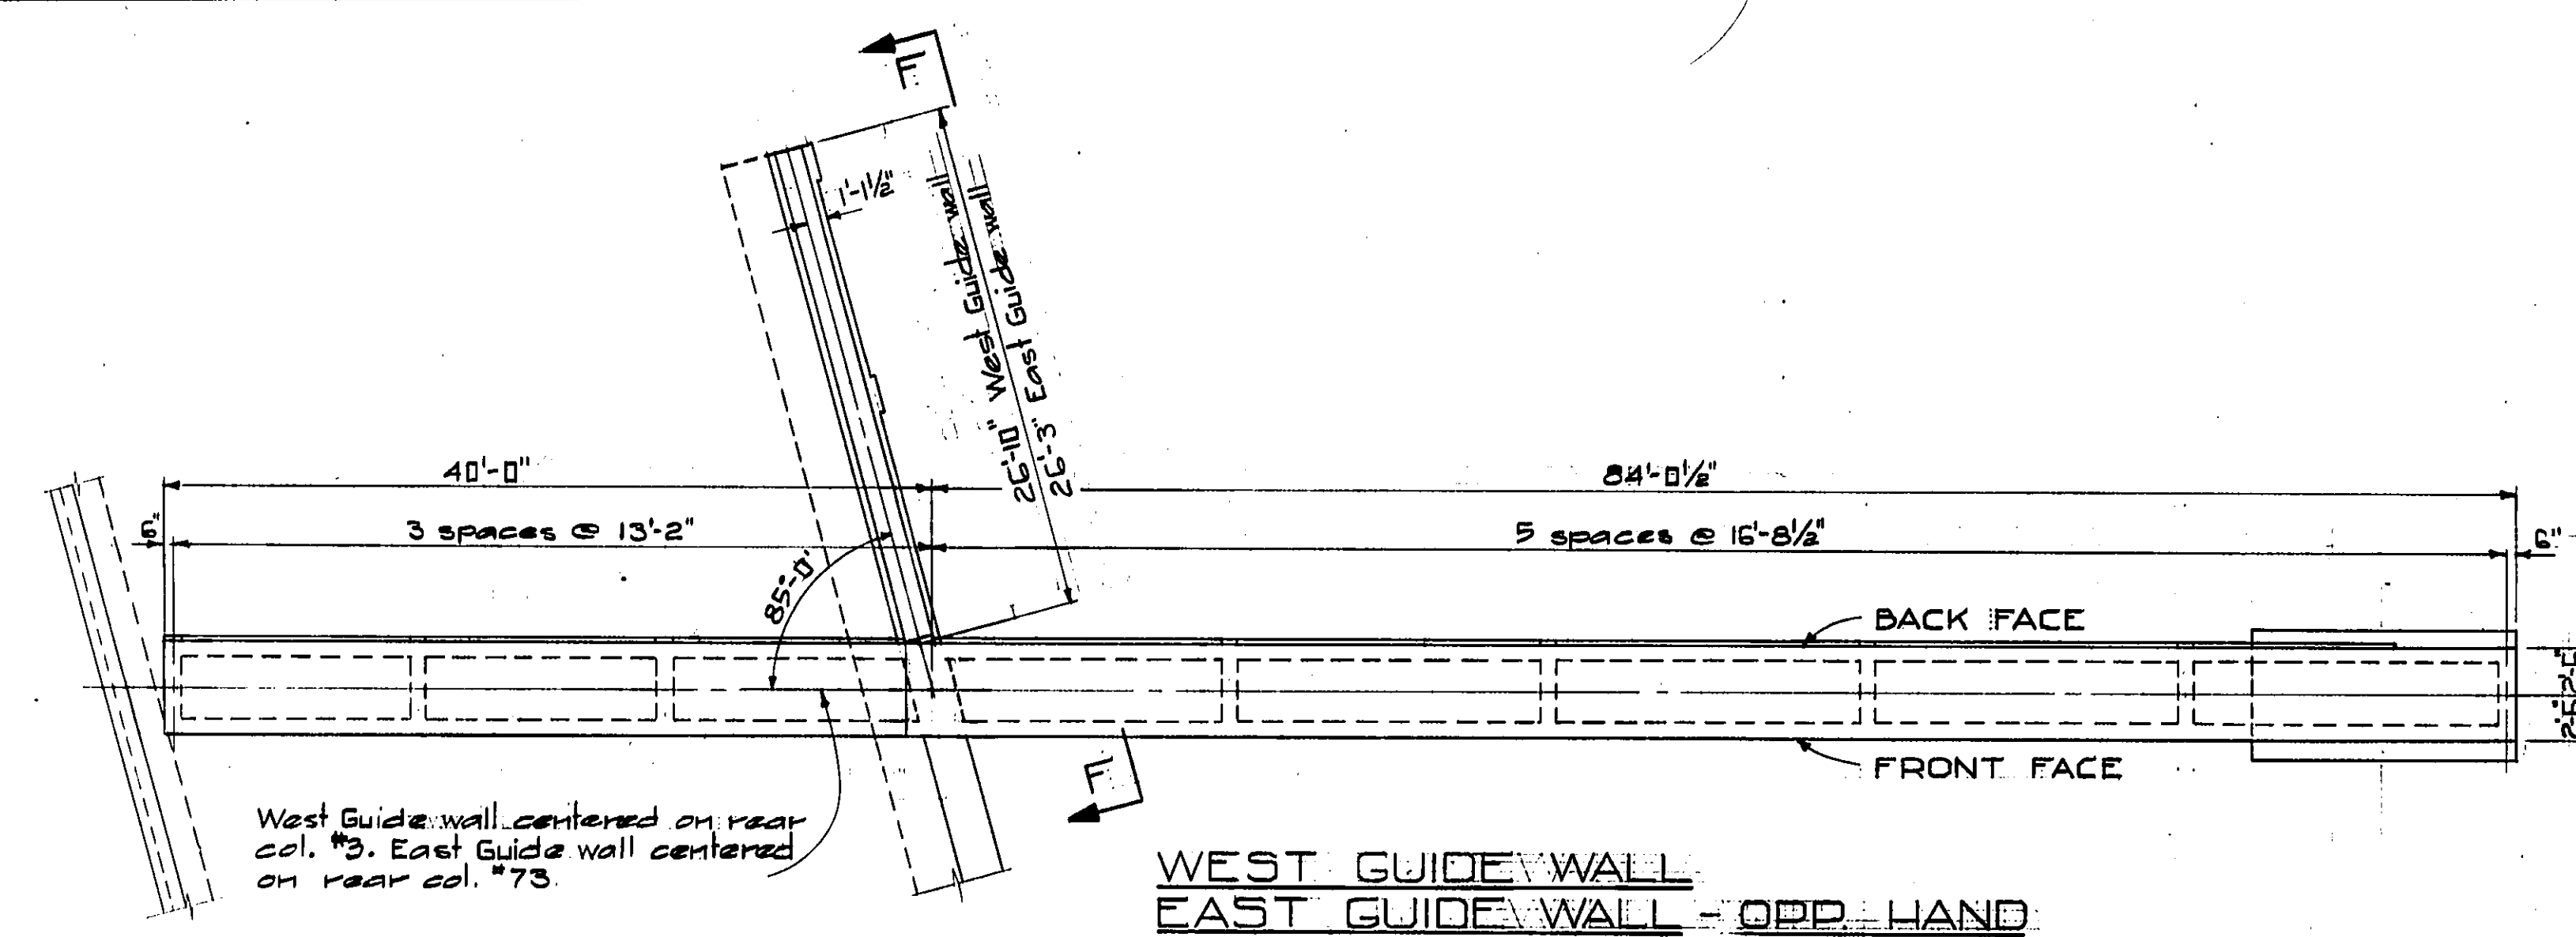 F
1'-1½"
26'-10" West Guide wall
26'-3" East Guide wall
40'-0"
84'-0½"
6"
3 spaces @ 13'-2"
5 spaces @ 16'-8½"
6"
85°-0'
BACK FACE
FRONT FACE
F
West Guide wall centered on rear
col. #3. East Guide wall centered
on rear col. #73.
WEST GUIDE WALL
EAST GUIDE WALL - OPP. HAND